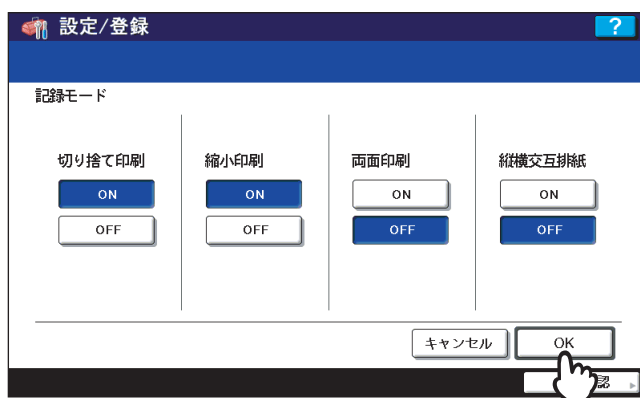 設定/登録 ?
記録モード
切り捨て印刷 縮小印刷 両面印刷 縦横交互排紙
ON ON ON ON
OFF OFF OFF OFF
キャンセル OK
認